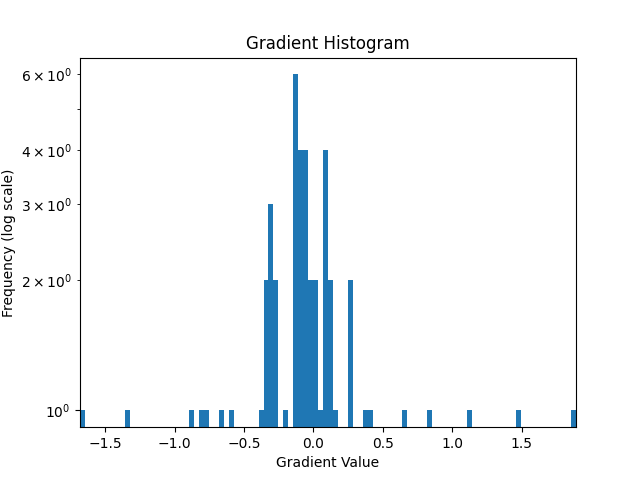 Gradient Histogram
Frequency (log scale)
6 × 10⁰
4 × 10⁰
3 × 10⁰
2 × 10⁰
10⁰
−1.5 −1.0 −0.5 0.0 0.5 1.0 1.5
Gradient Value